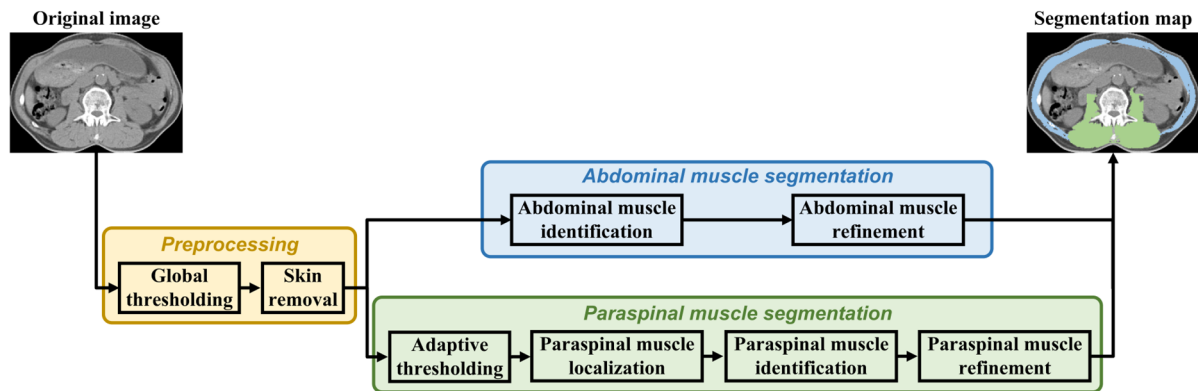 Original image
Segmentation map
Abdominal muscle segmentation
Abdominal muscle
identification
Abdominal muscle
refinement
Preprocessing
Global
thresholding
Skin
removal
Paraspinal muscle segmentation
Adaptive
thresholding
Paraspinal muscle
localization
Paraspinal muscle
identification
Paraspinal muscle
refinement